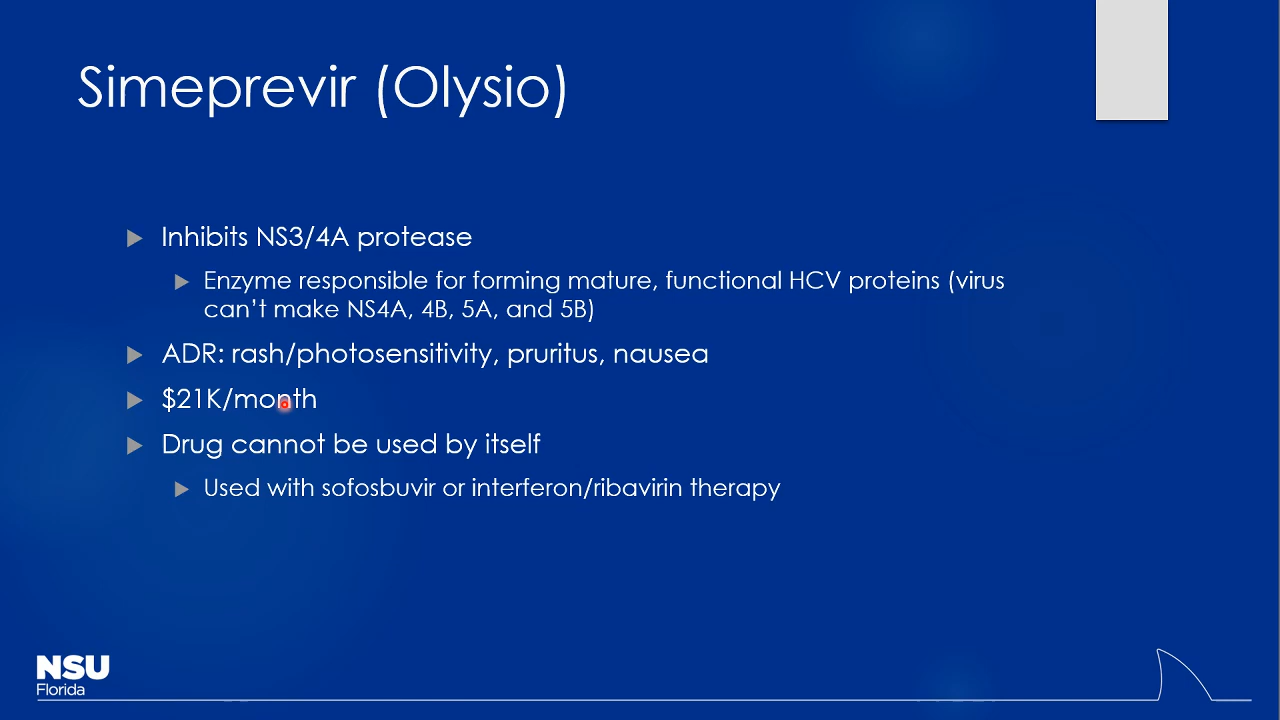 Simeprevir (Olysio)
Inhibits NS3/4A protease
Enzyme responsible for forming mature, functional HCV proteins (virus
can’t make NS4A, 4B, 5A, and 5B)
ADR: rash/photosensitivity, pruritus, nausea
$21K/month
Drug cannot be used by itself
Used with sofosbuvir or interferon/ribavirin therapy
NSU
Florida